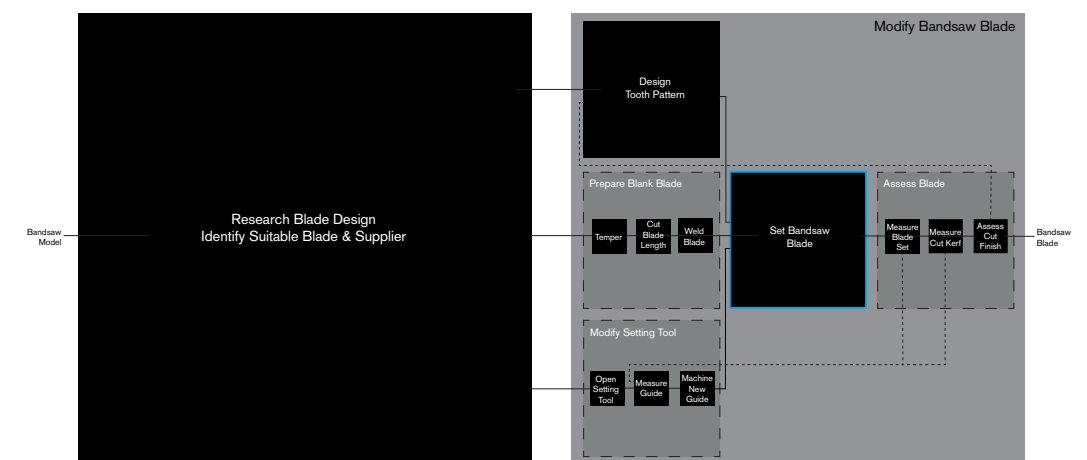 Modify Bandsaw Blade
Design
Tooth Pattern
Prepare Blank Blade
Assess Blade
Research Blade Design
Identify Suitable Blade & Supplier
Bandsaw
Model
Temper
Cut
Blade
Length
Weld
Blade
Set Bandsaw
Blade
Measure
Blade
Set
Measure
Cut Kerf
Assess
Cut
Finish
Bandsaw
Blade
Modify Setting Tool
Open
Setting
Tool
Measure
Guide
Machine
New
Guide